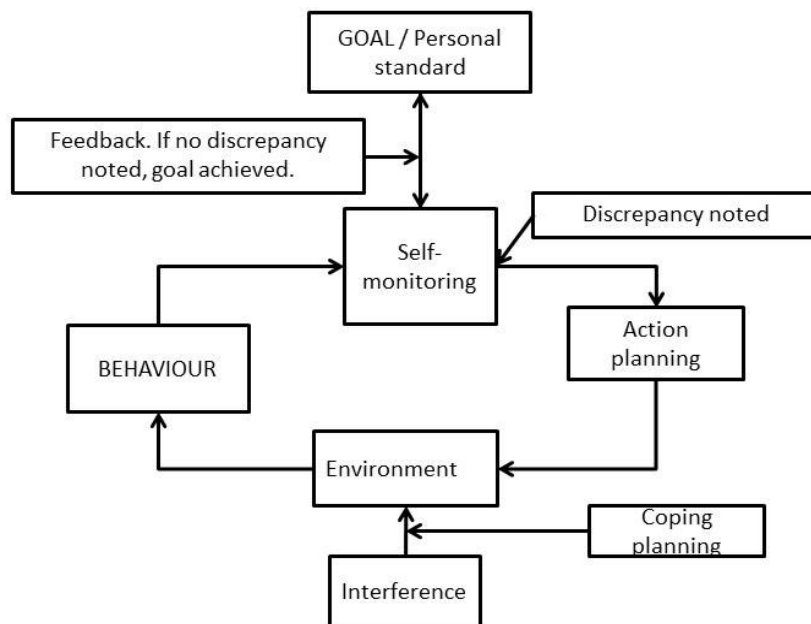 GOAL / Personal
standard
Feedback. If no discrepancy
noted, goal achieved.
Discrepancy noted
Self-
monitoring
Action
planning
BEHAVIOUR
Environment
Coping
planning
Interference